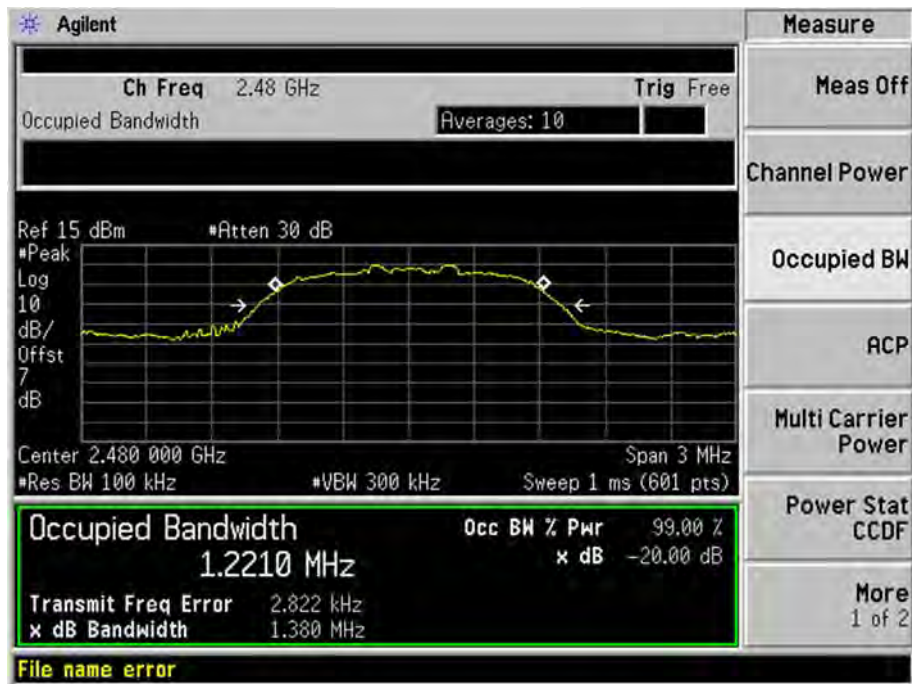 Agilent
Measure
Ch Freq 2.48 GHz Trig Free
Occupied Bandwidth Averages: 10
Meas Off
Channel Power
Occupied BW
ACP
Multi Carrier
Power
Power Stat
CCDF
More
1 of 2
Ref 15 dBm #Atten 30 dB
#Peak
Log
10
dB/
Offst
7
dB
Center 2.480 000 GHz Span 3 MHz
#Res BW 100 kHz #VBW 300 kHz Sweep 1 ms (601 pts)
Occupied Bandwidth Occ BW % Pwr 99.00 %
1.2210 MHz x dB -20.00 dB
Transmit Freq Error 2.822 kHz
x dB Bandwidth 1.380 MHz
File name error